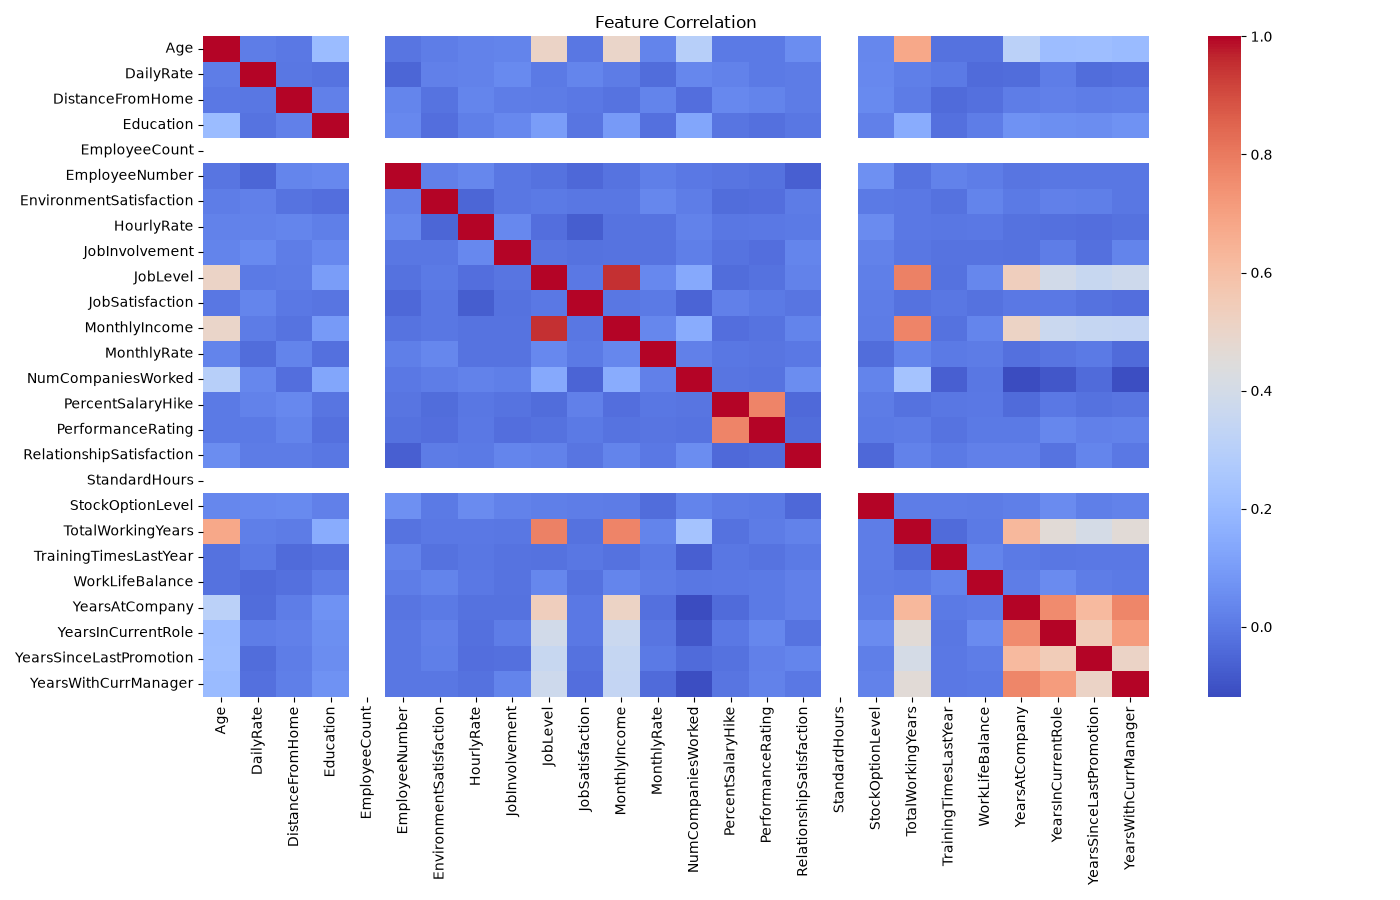 Feature Correlation
Age
DailyRate
DistanceFromHome
Education
EmployeeCount
EmployeeNumber
EnvironmentSatisfaction
HourlyRate
JobInvolvement
JobLevel
JobSatisfaction
MonthlyIncome
MonthlyRate
NumCompaniesWorked
PercentSalaryHike
PerformanceRating
RelationshipSatisfaction
StandardHours
StockOptionLevel
TotalWorkingYears
TrainingTimesLastYear
WorkLifeBalance
YearsAtCompany
YearsInCurrentRole
YearsSinceLastPromotion
YearsWithCurrManager
Age
DailyRate
DistanceFromHome
Education
EmployeeCount
EmployeeNumber
EnvironmentSatisfaction
HourlyRate
JobInvolvement
JobLevel
JobSatisfaction
MonthlyIncome
MonthlyRate
NumCompaniesWorked
PercentSalaryHike
PerformanceRating
RelationshipSatisfaction
StandardHours
StockOptionLevel
TotalWorkingYears
TrainingTimesLastYear
WorkLifeBalance
YearsAtCompany
YearsInCurrentRole
YearsSinceLastPromotion
YearsWithCurrManager
1.0
0.8
0.6
0.4
0.2
0.0